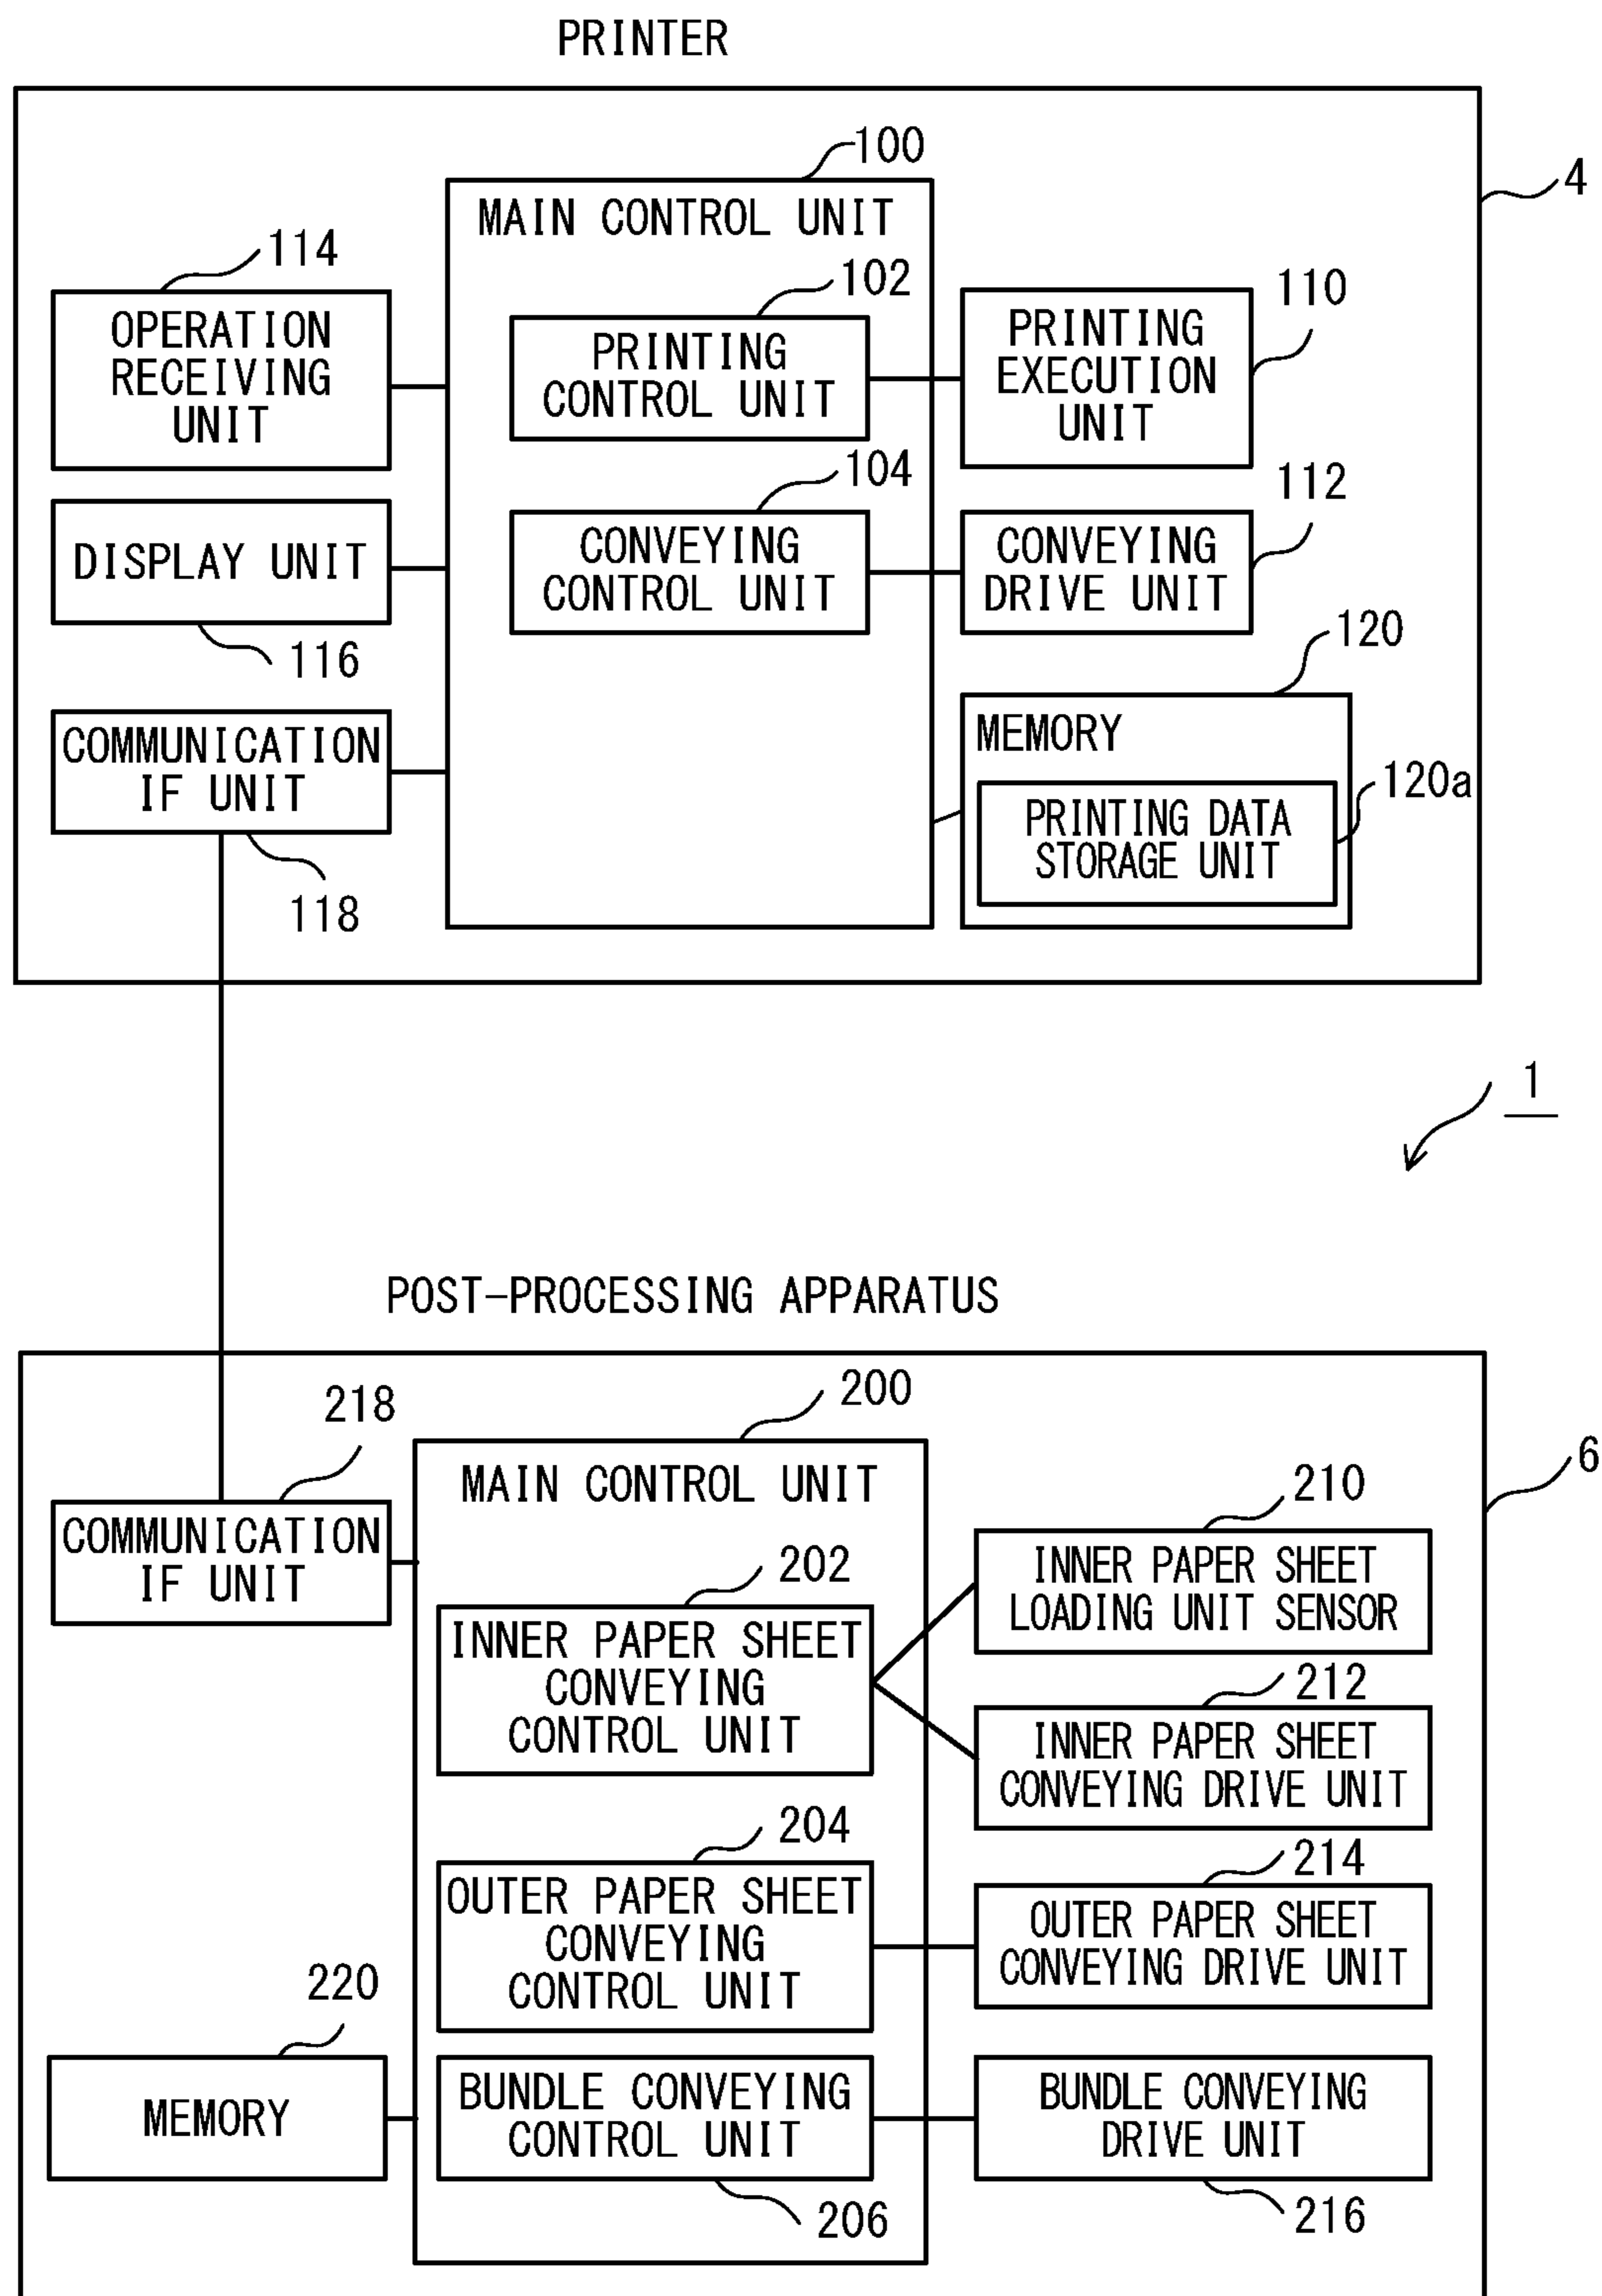 PRINTER
100
4
MAIN CONTROL UNIT
114
102
110
OPERATION
RECEIVING
UNIT
PRINTING
CONTROL UNIT
PRINTING
EXECUTION
UNIT
104
112
DISPLAY UNIT
CONVEYING
CONTROL UNIT
CONVEYING
DRIVE UNIT
116
120
COMMUNICATION
IF UNIT
MEMORY
120a
PRINTING DATA
STORAGE UNIT
118
1
POST-PROCESSING APPARATUS
218
200
6
MAIN CONTROL UNIT
210
COMMUNICATION
IF UNIT
202
INNER PAPER SHEET
LOADING UNIT SENSOR
INNER PAPER SHEET
CONVEYING
CONTROL UNIT
212
INNER PAPER SHEET
CONVEYING DRIVE UNIT
204
214
OUTER PAPER SHEET
CONVEYING
CONTROL UNIT
OUTER PAPER SHEET
CONVEYING DRIVE UNIT
220
MEMORY
BUNDLE CONVEYING
CONTROL UNIT
BUNDLE CONVEYING
DRIVE UNIT
206
216